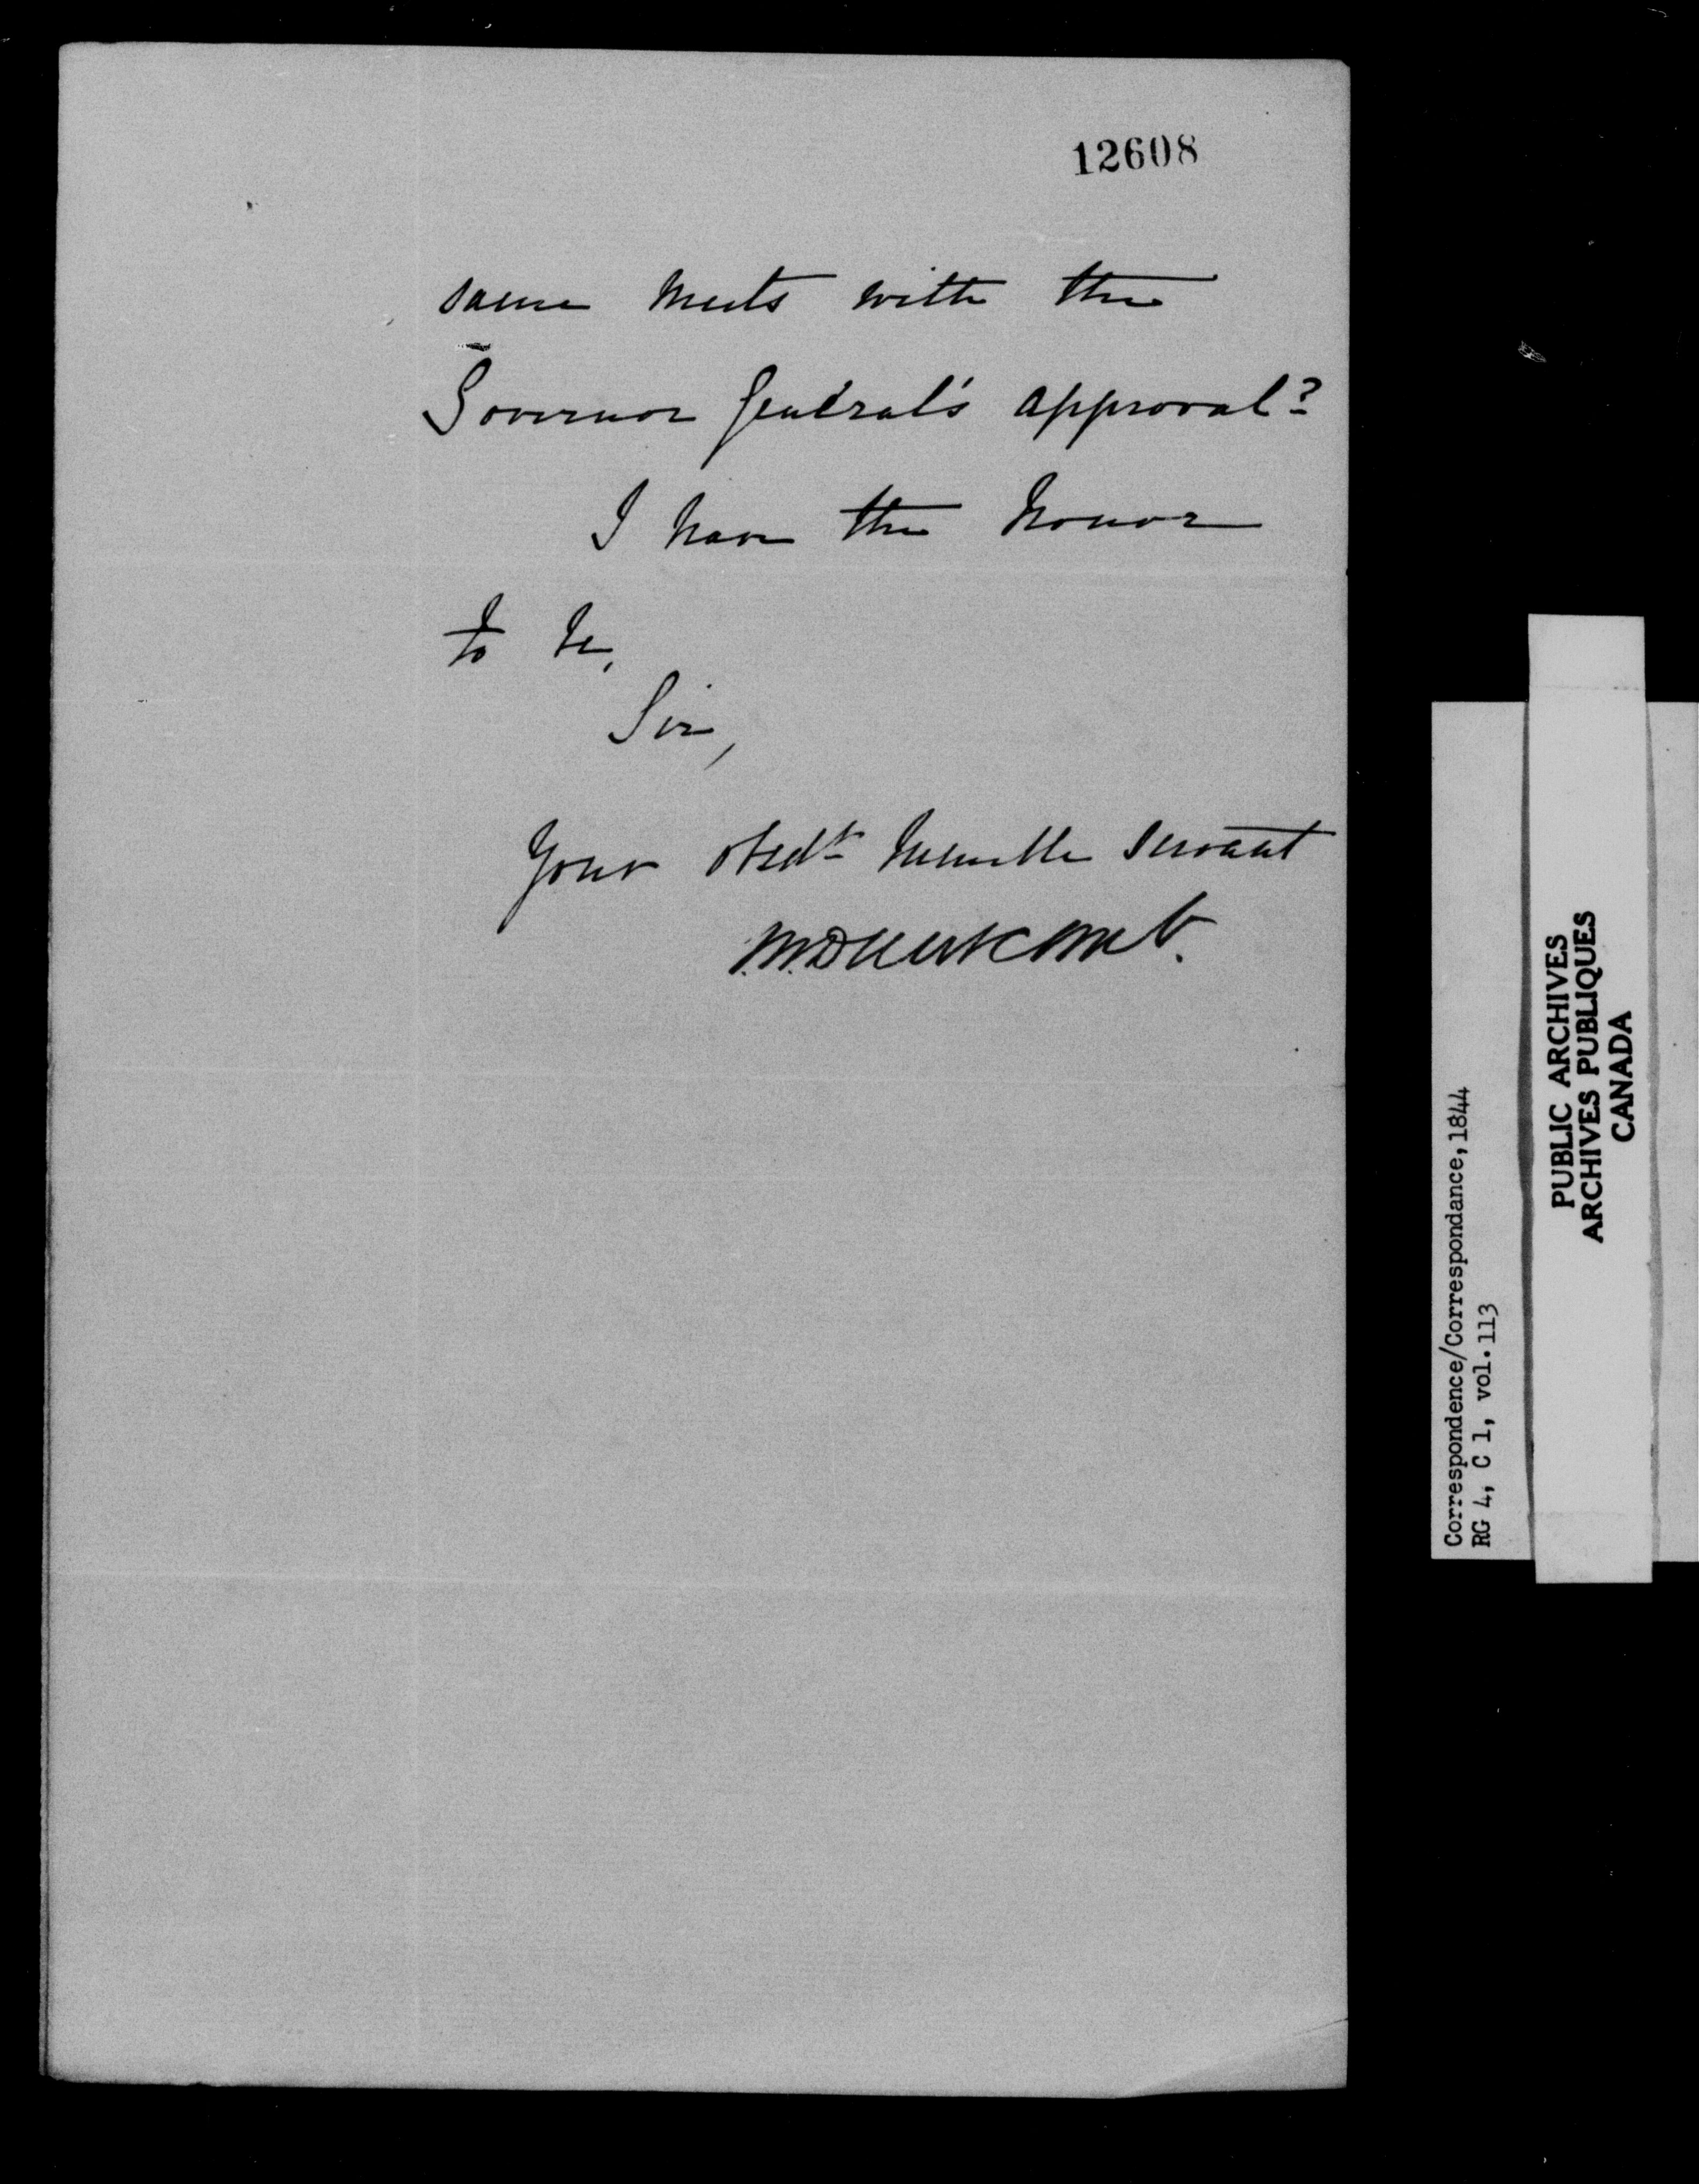 12608
same meets with the
Governor General's approval?
I have the honor
to be,
Sir,
Your obedt humble servant
Correspondence/Correspondance, 1844
RG 4, C 1, vol. 113
PUBLIC ARCHIVES
ARCHIVES PUBLIQUES
CANADA